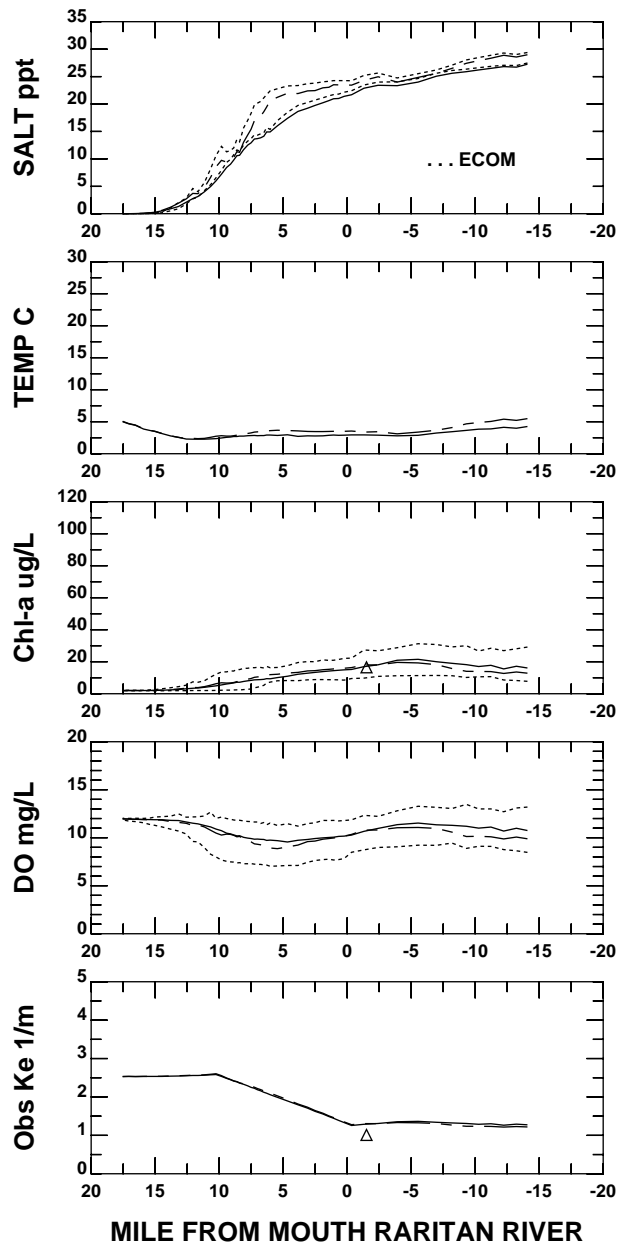 SALT ppt
35
30
25
20
15
10
5
0
. . . ECOM
20 15 10 5 0 -5 -10 -15 -20
TEMP C
30
25
20
15
10
5
0
20 15 10 5 0 -5 -10 -15 -20
Chl-a ug/L
120
100
80
60
40
20
0
20 15 10 5 0 -5 -10 -15 -20
DO mg/L
20
15
10
5
0
20 15 10 5 0 -5 -10 -15 -20
Obs Ke 1/m
5
4
3
2
1
0
20 15 10 5 0 -5 -10 -15 -20
MILE FROM MOUTH RARITAN RIVER